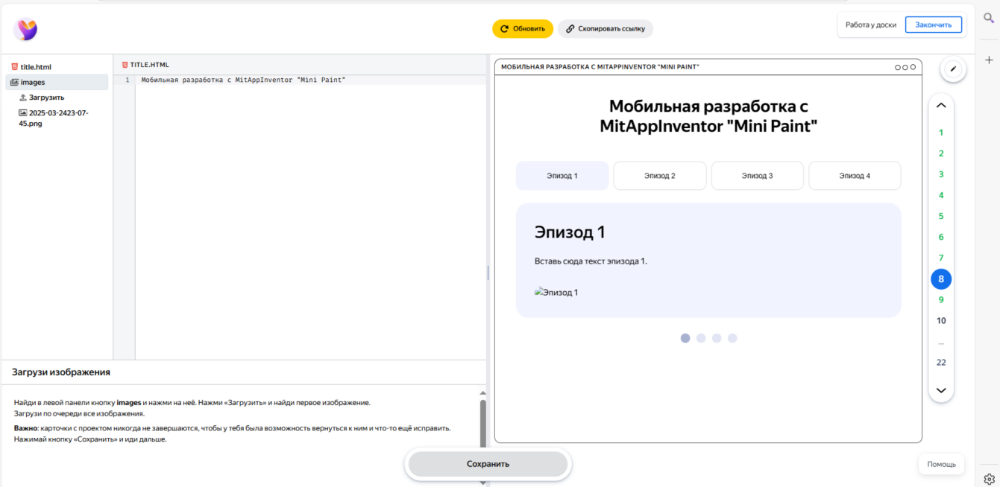 Обновить
Скопировать ссылку
Работа у доски
Закончить
title.html
images
Загрузить
2025-03-2423-07-
45.png
TITLE.HTML
1 Мобильная разработка с MitAppInventor "Mini Paint"
Загрузи изображения
Найди в левой панели кнопку images и нажми на неё. Нажми «Загрузить» и найди первое изображение.
Загрузи по очереди все изображения.
Важно: карточки с проектом никогда не завершаются, чтобы у тебя была возможность вернуться к ним и что-то ещё исправить.
Нажимай кнопку «Сохранить» и иди дальше.
Сохранить
МОБИЛЬНАЯ РАЗРАБОТКА С MITAPPINVENTOR "MINI PAINT"
Мобильная разработка с
MitAppInventor "Mini Paint"
Эпизод 1
Эпизод 2
Эпизод 3
Эпизод 4
Эпизод 1
Вставь сюда текст эпизода 1.
Эпизод 1
1
2
3
4
5
6
7
8
9
10
...
22
Помощь